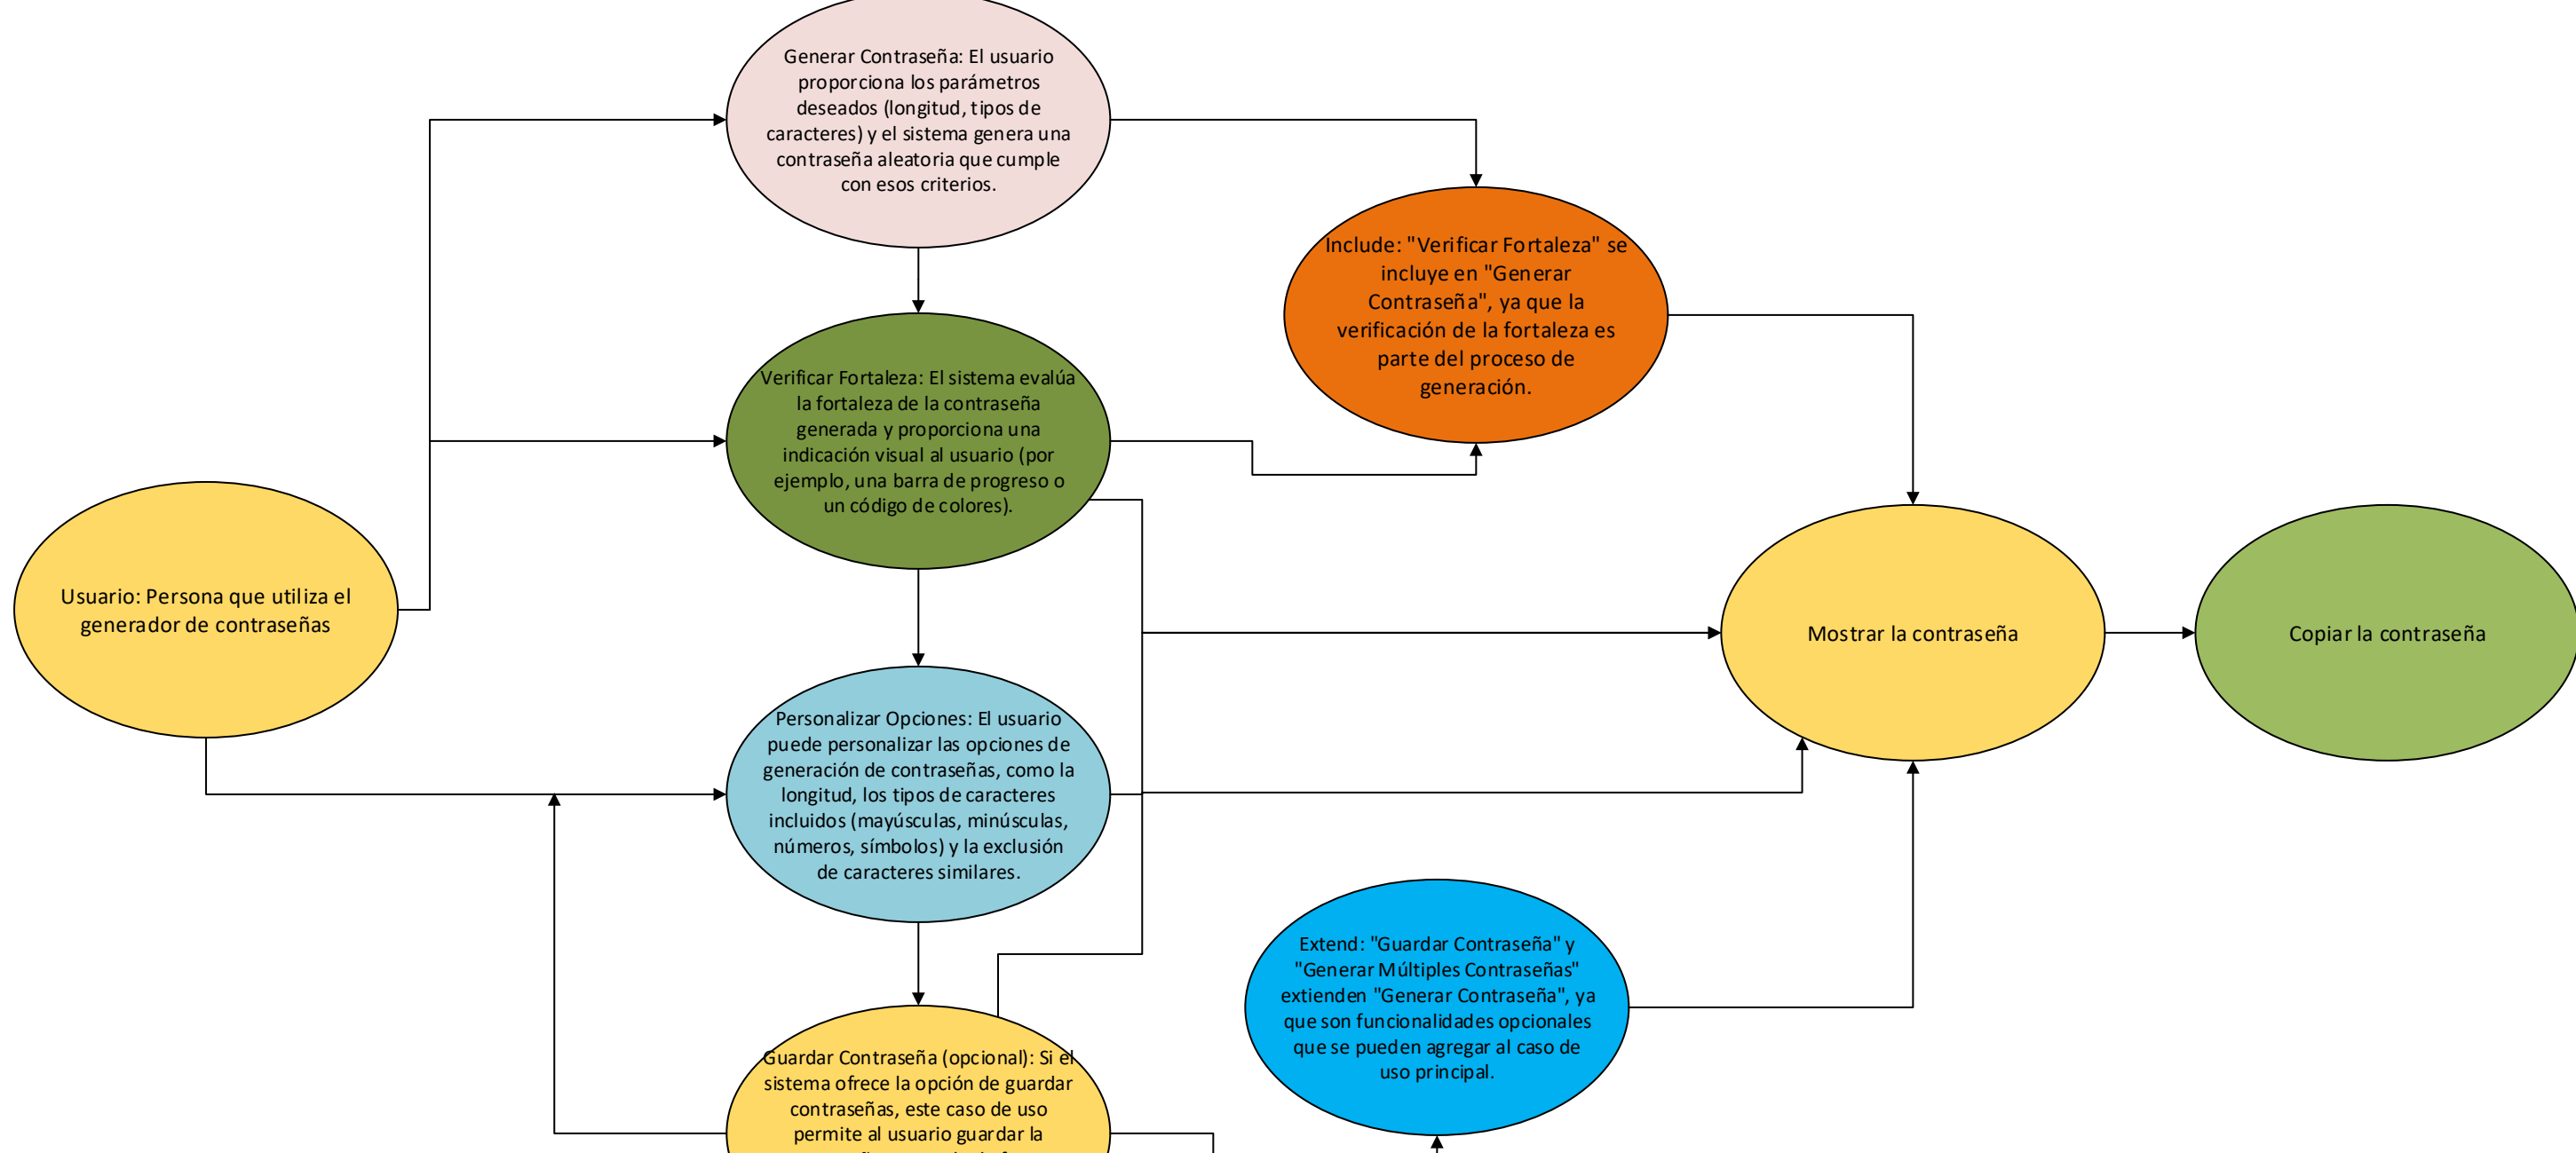 Generar Contraseña: El usuario
proporciona los parámetros
deseados (longitud, tipos de
caracteres) y el sistema genera una
contraseña aleatoria que cumple
con esos criterios.
Include: "Verificar Fortaleza" se
incluye en "Generar
Contraseña", ya que la
verificación de la fortaleza es
parte del proceso de
generación.
Verificar Fortaleza: El sistema evalúa
la fortaleza de la contraseña
generada y proporciona una
indicación visual al usuario (por
ejemplo, una barra de progreso o
un código de colores).
Usuario: Persona que utiliza el
generador de contraseñas
Mostrar la contraseña
Copiar la contraseña
Personalizar Opciones: El usuario
puede personalizar las opciones de
generación de contraseñas, como la
longitud, los tipos de caracteres
incluidos (mayúsculas, minúsculas,
números, símbolos) y la exclusión
de caracteres similares.
Extend: "Guardar Contraseña" y
"Generar Múltiples Contraseñas"
extienden "Generar Contraseña", ya
que son funcionalidades opcionales
que se pueden agregar al caso de
uso principal.
Guardar Contraseña (opcional): Si el
sistema ofrece la opción de guardar
contraseñas, este caso de uso
permite al usuario guardar la